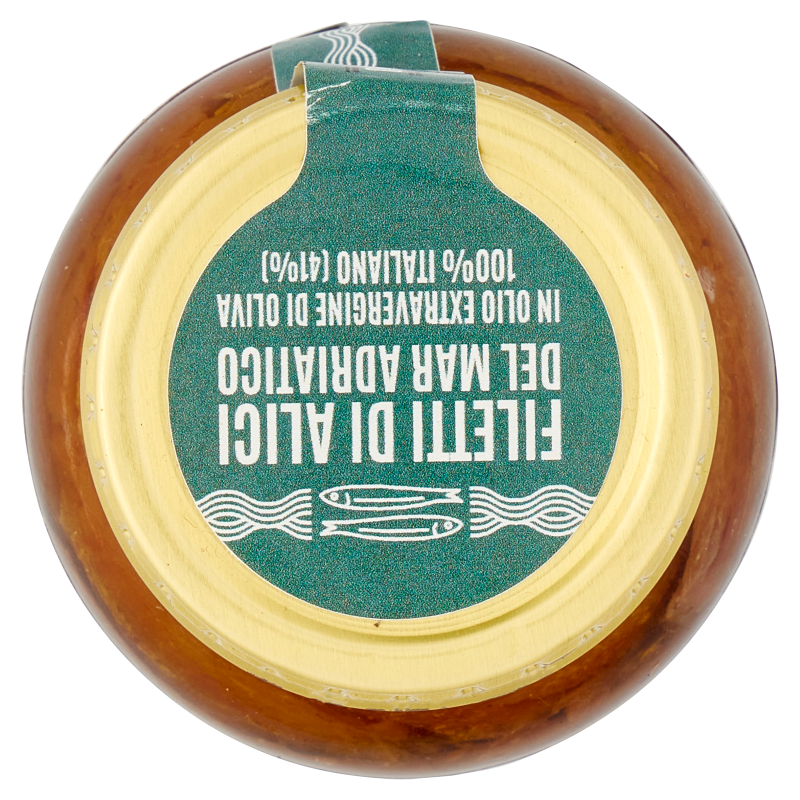 FILETTI DI ALICI
DEL MAR ADRIATICO
IN OLIO EXTRAVERGINE DI OLIVA
100% ITALIANO (41%)